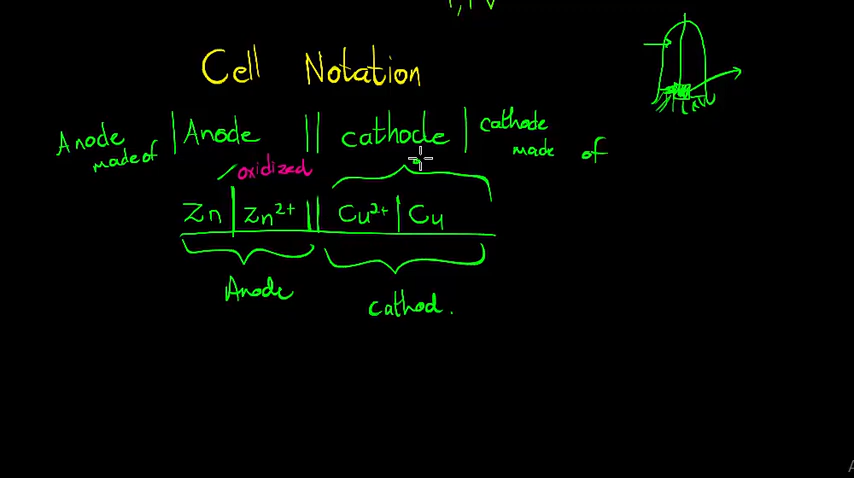 Cell Notation
Anode | Anode || cathode | cathode
made of made of
oxidized
Zn | Zn²⁺ || Cu²⁺ | Cu
Anode cathod.